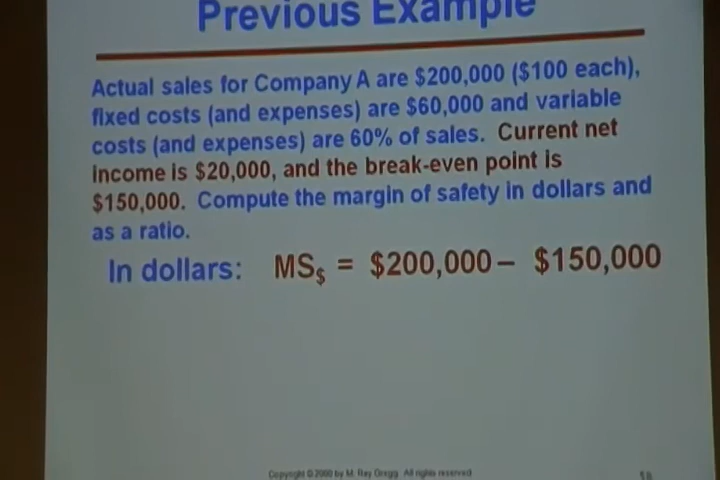 Previous Example
Actual sales for Company A are $200,000 ($100 each),
fixed costs (and expenses) are $60,000 and variable
costs (and expenses) are 60% of sales. Current net
income is $20,000, and the break-even point is
$150,000. Compute the margin of safety in dollars and
as a ratio.
In dollars: MS$ = $200,000 – $150,000
Copyright © 2000 by M. Ray Gregg. All rights reserved